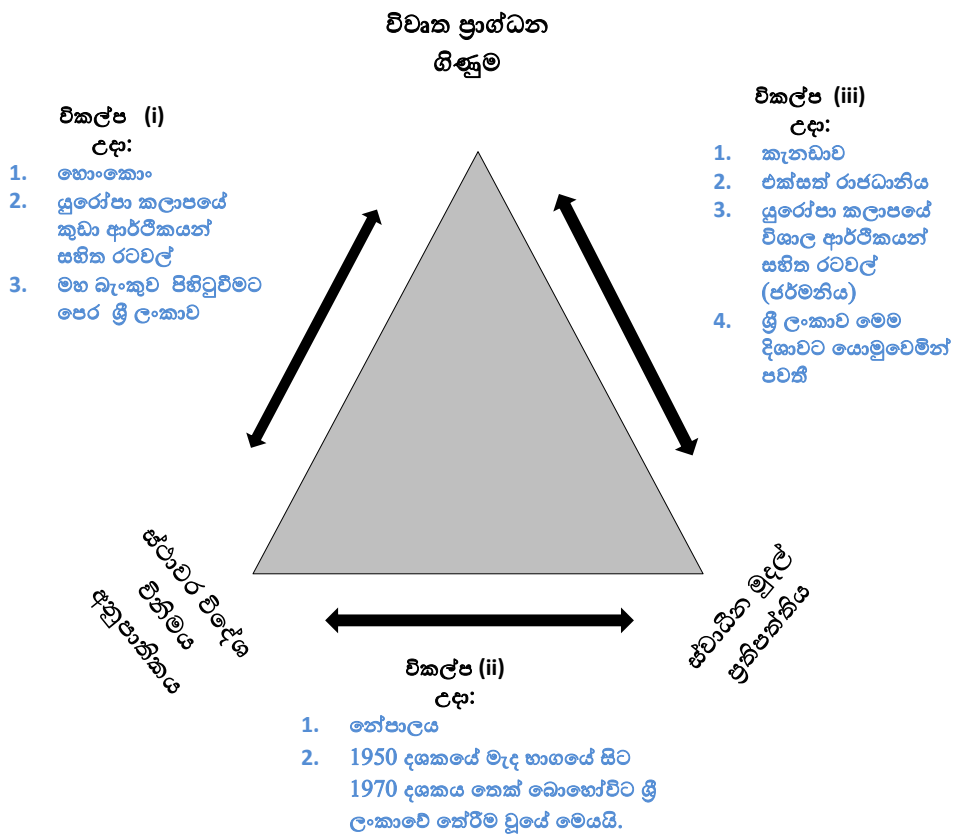 විවෘත ප්‍රාග්ධන
ගිණුම
විකල්ප (i)
උදා:
1. හොංකොං
2. යුරෝපා කලාපයේ
කුඩා ආර්ථිකයන්
සහිත රටවල්
3. මහ බැංකුව පිහිටුවීමට
පෙර ශ්‍රී ලංකාව
විකල්ප (iii)
උදා:
1. කැනඩාව
2. එක්සත් රාජධානිය
3. යුරෝපා කලාපයේ
විශාල ආර්ථිකයන්
සහිත රටවල්
(ජර්මනිය)
4. ශ්‍රී ලංකාව මෙම
දිශාවට යොමුවෙමින්
පවතී
ස්ථාවර විදේශ
විනිමය
අනුපාතිකය
ස්වාධීන මුදල්
ප්‍රතිපත්තිය
විකල්ප (ii)
උදා:
1. නේපාලය
2. 1950 දශකයේ මැද භාගයේ සිට
1970 දශකය තෙක් බොහෝවිට ශ්‍රී
ලංකාවේ තේරීම වූයේ මෙයයි.